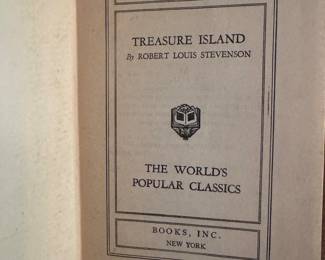 TREASURE ISLAND
By ROBERT LOUIS STEVENSON
THE WORLD'S
POPULAR CLASSICS
BOOKS, INC.
NEW YORK